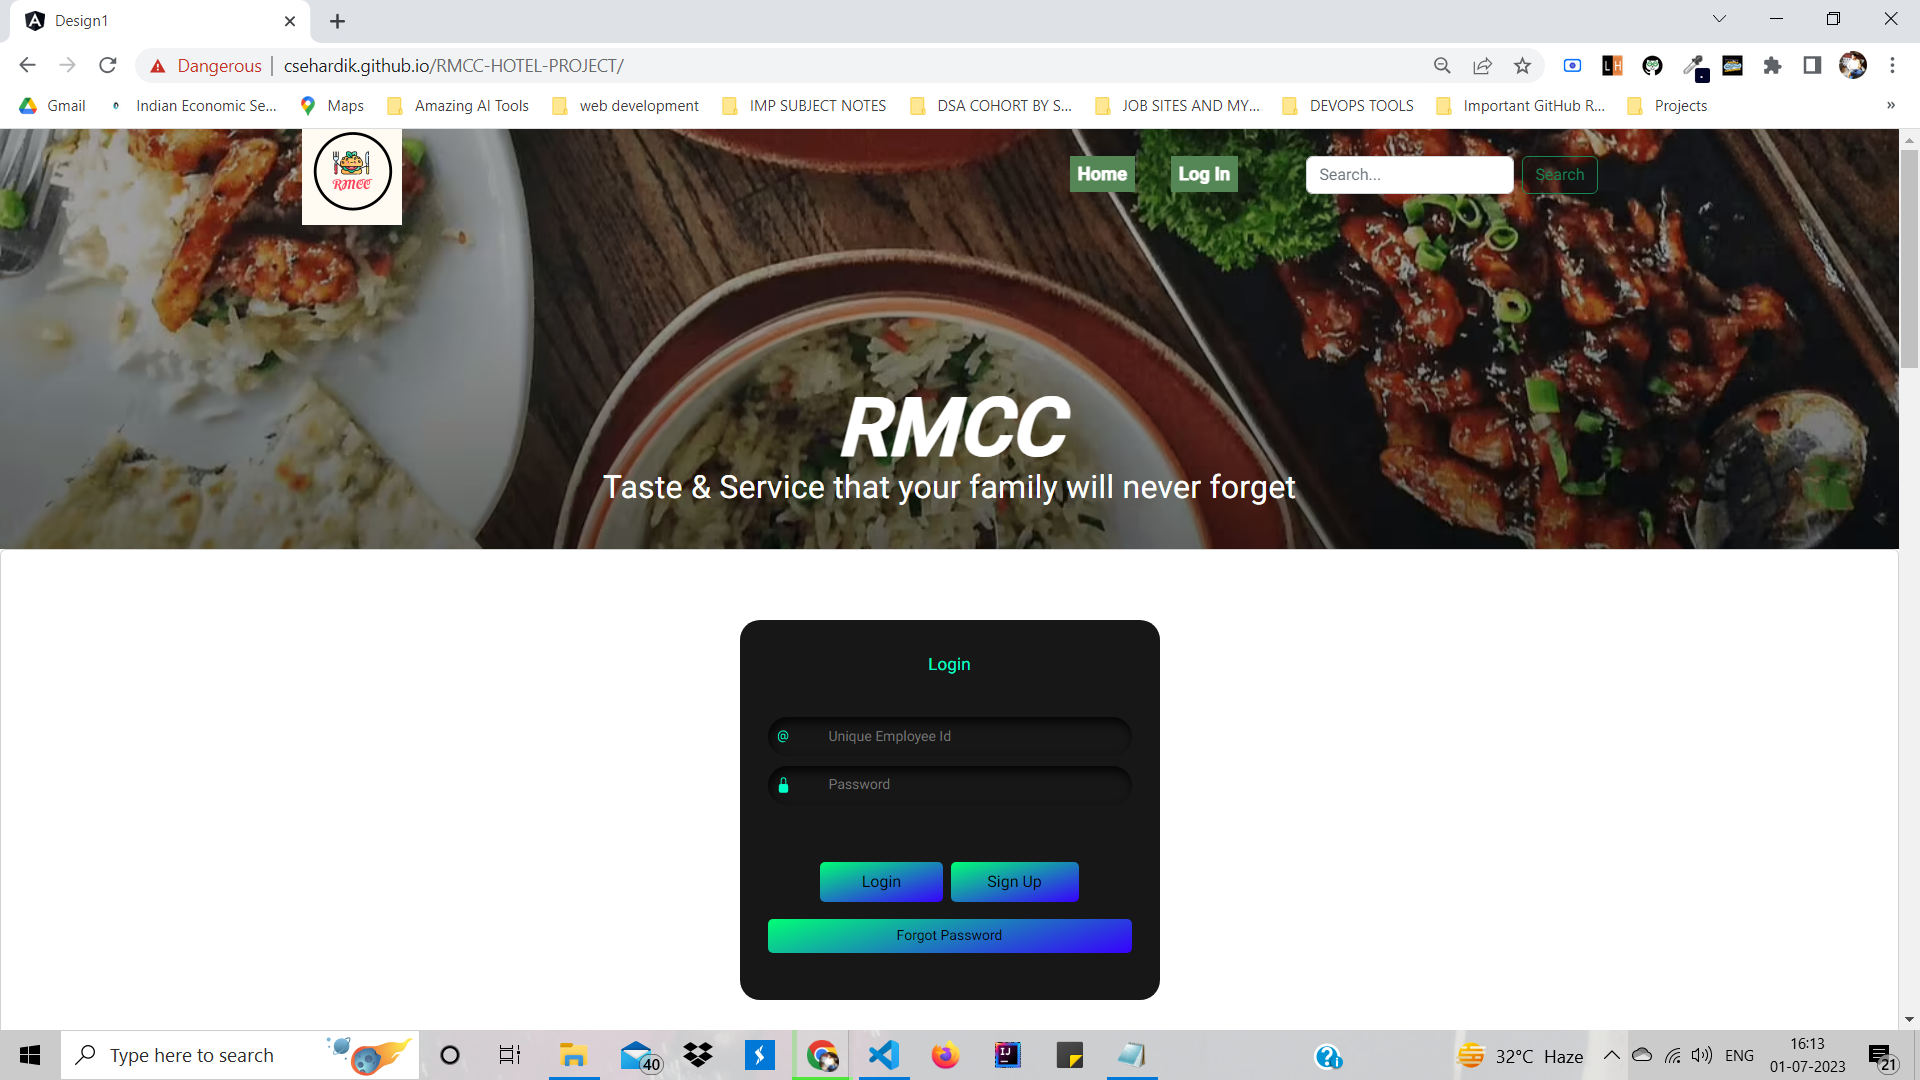 Design1
Dangerous | csehardik.github.io/RMCC-HOTEL-PROJECT/
Gmail
Indian Economic Se...
Maps
Amazing AI Tools
web development
IMP SUBJECT NOTES
DSA COHORT BY S...
JOB SITES AND MY...
DEVOPS TOOLS
Important GitHub R...
Projects
»
RMCC
Home
Log In
Search...
Search
RMCC
Taste & Service that your family will never forget
Login
@ Unique Employee Id
Password
Login
Sign Up
Forgot Password
Type here to search
40
32°C Haze
ENG
16:13
01-07-2023
21